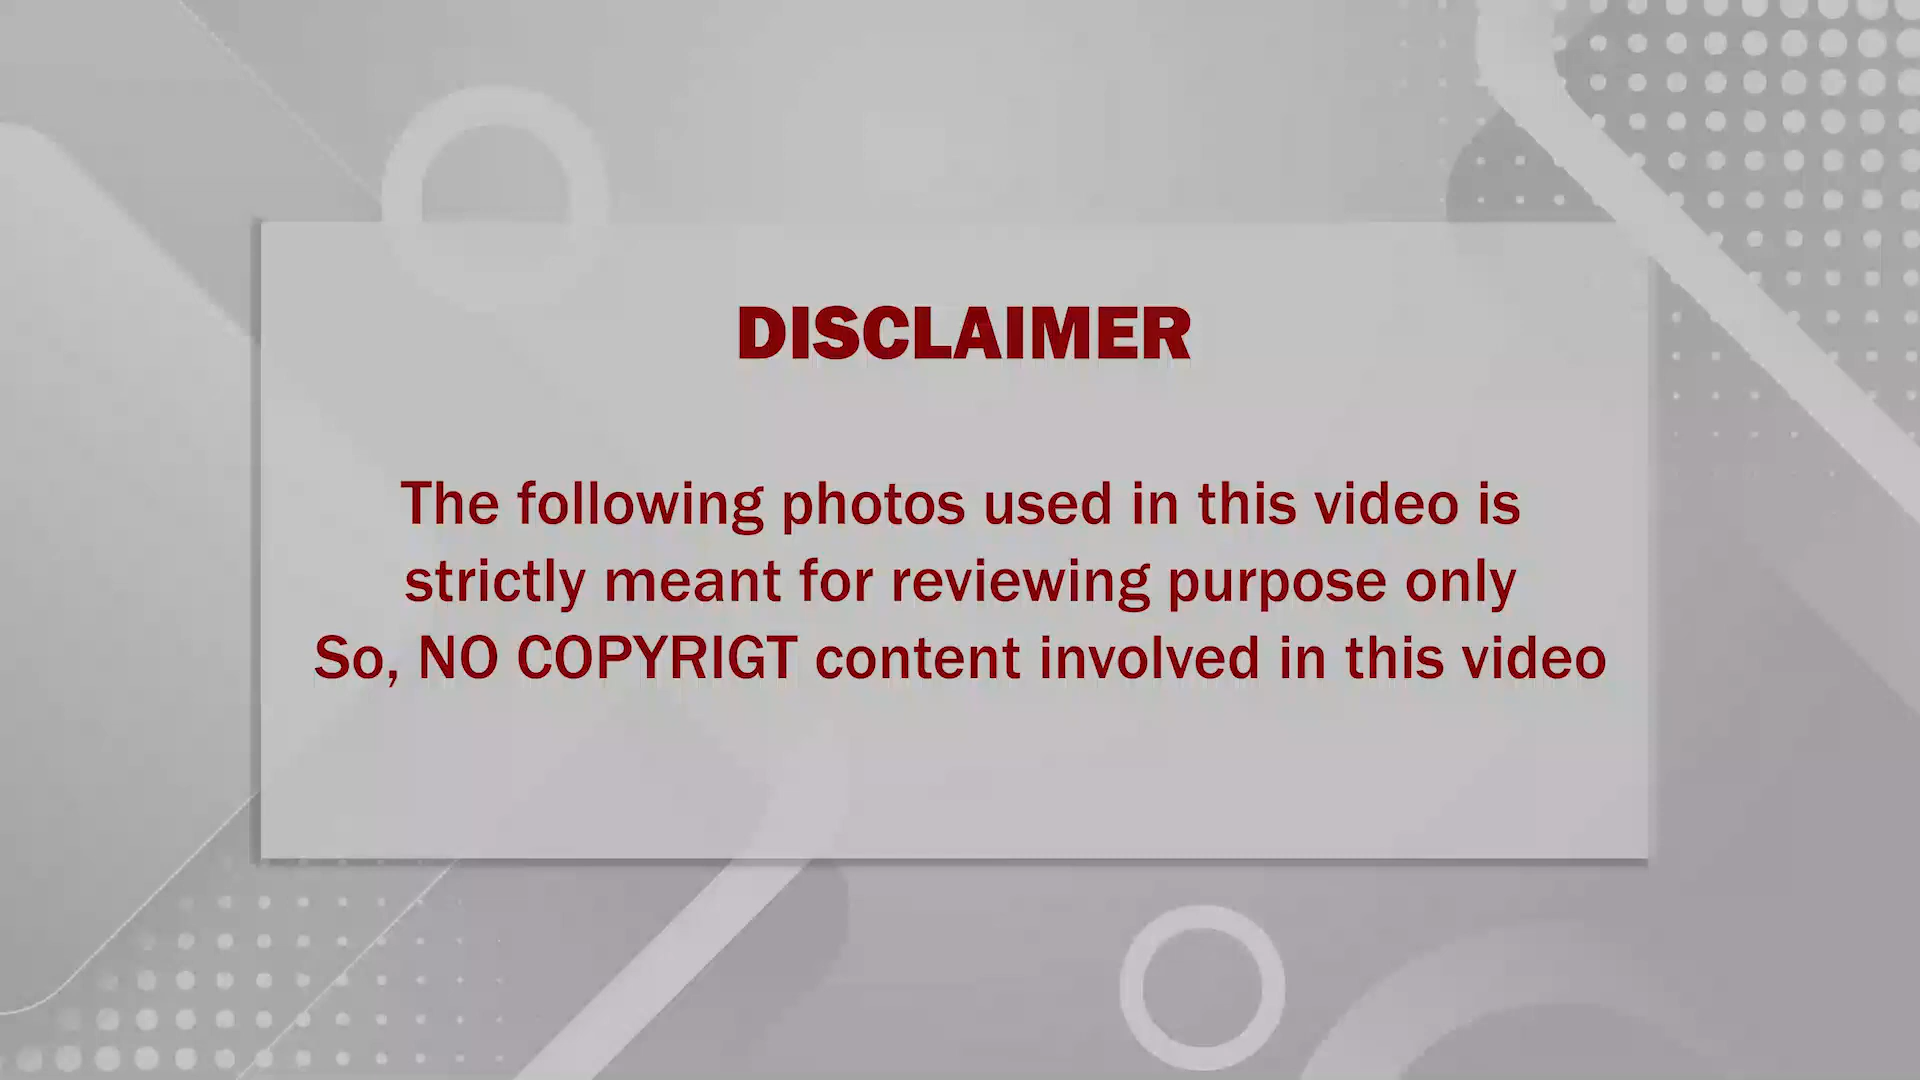 DISCLAIMER
The following photos used in this video is
strictly meant for reviewing purpose only
So, NO COPYRIGT content involved in this video